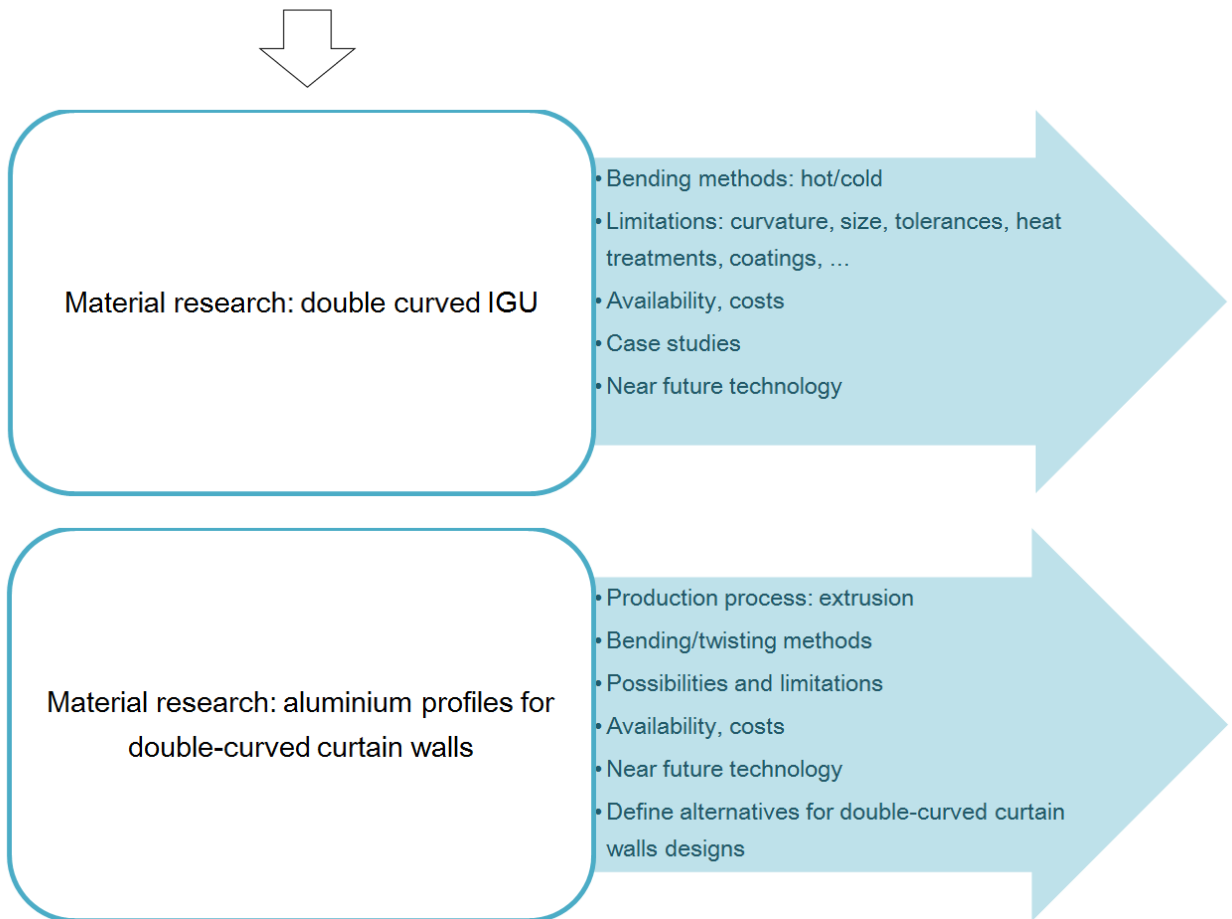 Material research: double curved IGU
• Bending methods: hot/cold
• Limitations: curvature, size, tolerances, heat
treatments, coatings, ...
• Availability, costs
• Case studies
• Near future technology
Material research: aluminium profiles for
double-curved curtain walls
• Production process: extrusion
• Bending/twisting methods
• Possibilities and limitations
• Availability, costs
• Near future technology
• Define alternatives for double-curved curtain
walls designs